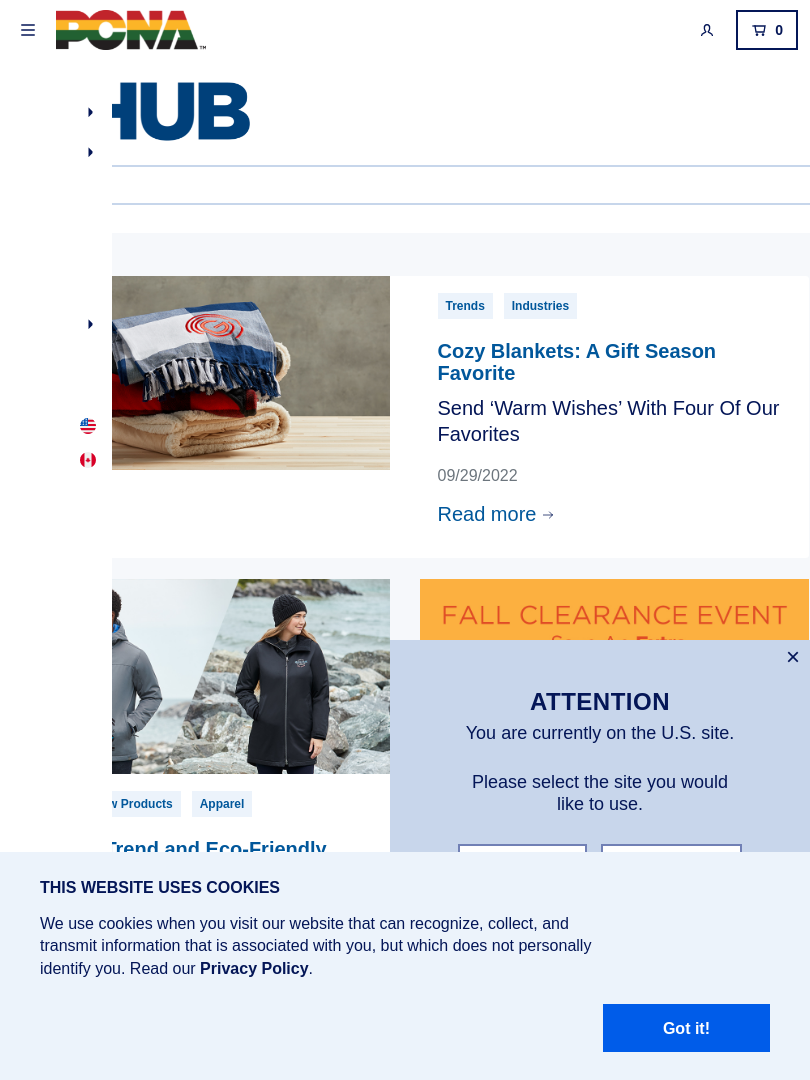 PCNA™
0
HUB
Trends
Industries
Cozy Blankets: A Gift Season
Favorite
Send ‘Warm Wishes’ With Four Of Our
Favorites
09/29/2022
Read more
FALL CLEARANCE EVENT
Products
Apparel
Trend and Eco-Friendly
ATTENTION
You are currently on the U.S. site.
Please select the site you would
like to use.
THIS WEBSITE USES COOKIES
We use cookies when you visit our website that can recognize, collect, and
transmit information that is associated with you, but which does not personally
identify you. Read our Privacy Policy.
Got it!